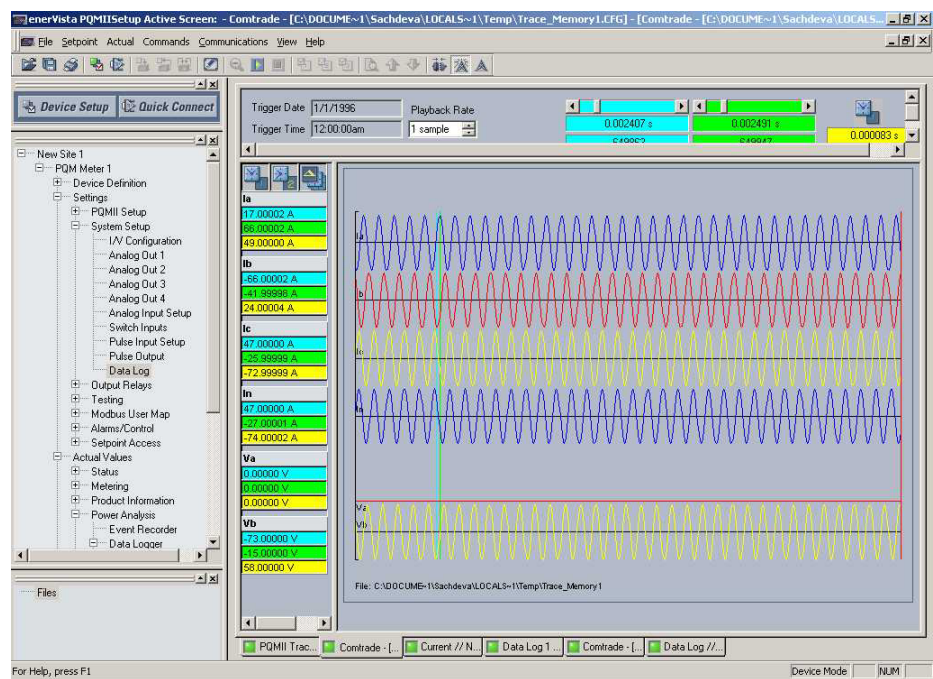 enerVista PQMIISetup Active Screen: - Comtrade - [C:\DOCUME~1\Sachdeva\LOCALS~1\Temp\Trace_Memory1.CFG] - [Comtrade - [C:\DOCUME~1\Sachdeva\LOCALS...
File Setpoint Actual Commands Communications View Help
Device Setup Quick Connect
New Site 1
PQM Meter 1
Device Definition
Settings
PQMII Setup
System Setup
I/V Configuration
Analog Out 1
Analog Out 2
Analog Out 3
Analog Out 4
Analog Input Setup
Switch Inputs
Pulse Input Setup
Pulse Output
Data Log
Output Relays
Testing
Modbus User Map
Alarms/Control
Setpoint Access
Actual Values
Status
Metering
Product Information
Power Analysis
Event Recorder
Data Logger
Files
Trigger Date 1/1/1996
Trigger Time 12:00:00am
Playback Rate
1 sample
0.002407 s
0.002491 s
0.000083 s
Ia
17.00002 A
66.00002 A
49.00000 A
Ib
-66.00002 A
-41.99998 A
24.00004 A
Ic
47.00000 A
-25.99999 A
-72.99999 A
In
47.00000 A
-27.00001 A
-74.00002 A
Va
0.00000 V
0.00000 V
0.00000 V
Vb
-73.00000 V
-15.00000 V
58.00000 V
Ia
Ib
Ic
In
Va
Vb
File: C:\DOCUME~1\Sachdeva\LOCALS~1\Temp\Trace_Memory1
PQMII Trac... Comtrade - [... Current // N... Data Log 1 ... Comtrade - [... Data Log //...
For Help, press F1
Device Mode NUM